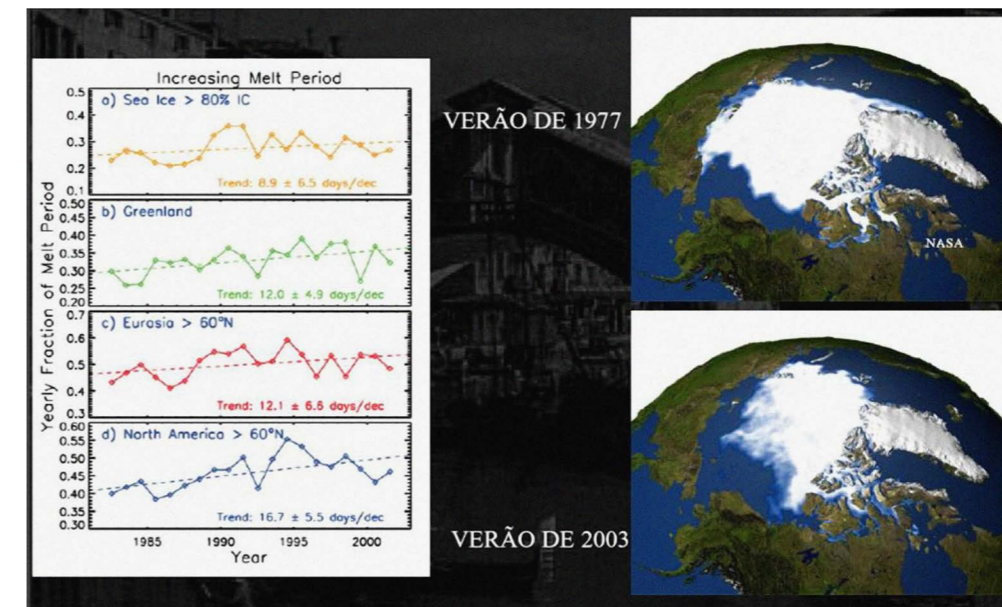 Increasing Melt Period
0.5
a) Sea Ice > 80% IC
0.4
0.3
0.2
Trend: 8.9 ± 6.5 days/dec
0.1
0.50
b) Greenland
0.45
0.40
0.35
0.30
0.25
Trend: 12.0 ± 4.9 days/dec
0.20
0.7
c) Eurasia > 60°N
0.6
0.5
0.4
Trend: 12.1 ± 6.6 days/dec
0.3
0.60
d) North America > 60°N
0.55
0.50
0.45
0.40
0.35
Trend: 16.7 ± 5.5 days/dec
0.30
1985 1990 1995 2000
Year
Yearly Fraction of Melt Period
VERÃO DE 1977
NASA
VERÃO DE 2003